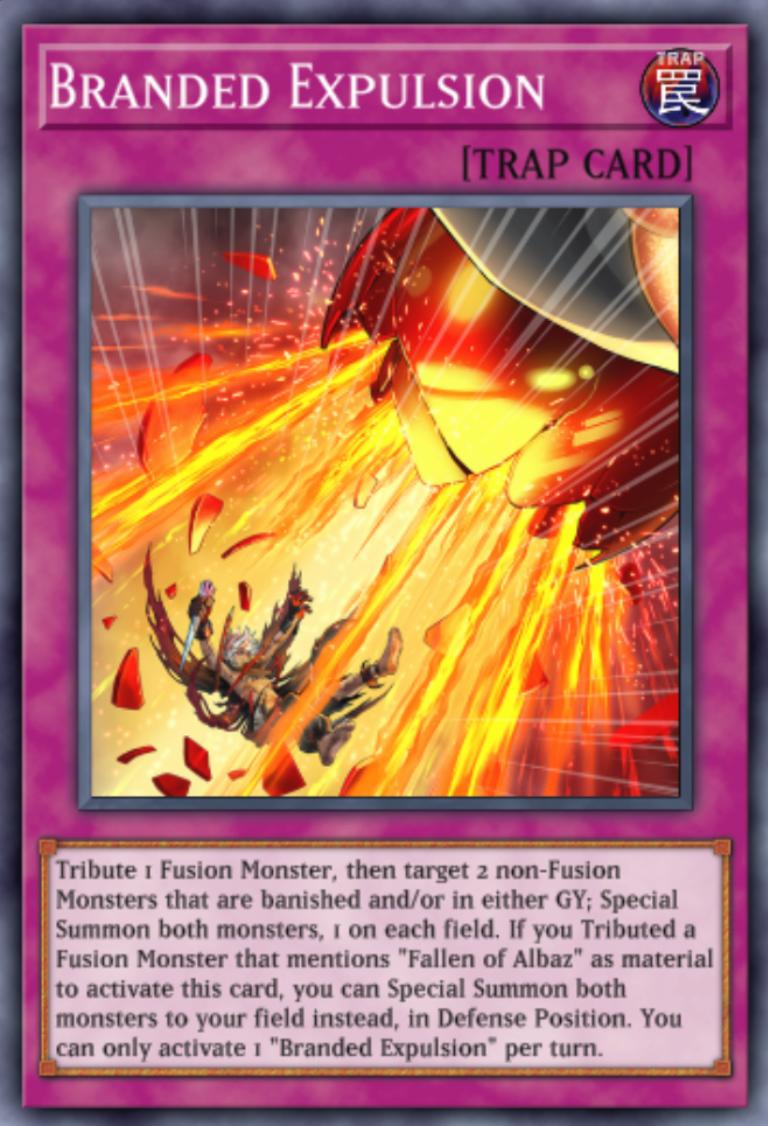 BRANDED EXPULSION
TRAP
罠
[TRAP CARD]
Tribute 1 Fusion Monster, then target 2 non-Fusion
Monsters that are banished and/or in either GY; Special
Summon both monsters, 1 on each field. If you Tributed a
Fusion Monster that mentions "Fallen of Albaz" as material
to activate this card, you can Special Summon both
monsters to your field instead, in Defense Position. You
can only activate 1 "Branded Expulsion" per turn.